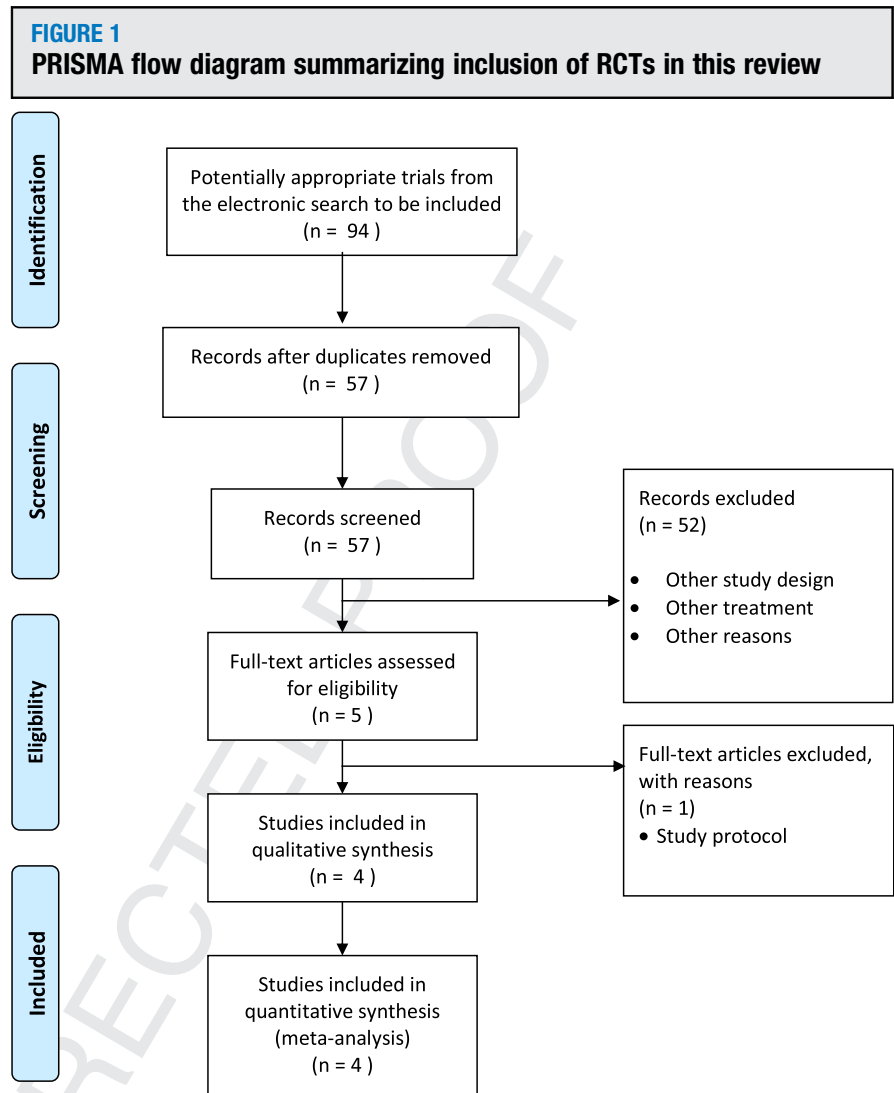 FIGURE 1
PRISMA flow diagram summarizing inclusion of RCTs in this review
Identification
Potentially appropriate trials from
the electronic search to be included
(n = 94 )
Records after duplicates removed
(n = 57 )
Screening
Records screened
(n = 57 )
Records excluded
(n = 52)
• Other study design
• Other treatment
• Other reasons
Eligibility
Full-text articles assessed
for eligibility
(n = 5 )
Full-text articles excluded,
with reasons
(n = 1)
• Study protocol
Studies included in
qualitative synthesis
(n = 4 )
Included
Studies included in
quantitative synthesis
(meta-analysis)
(n = 4 )
RECTED PROOF